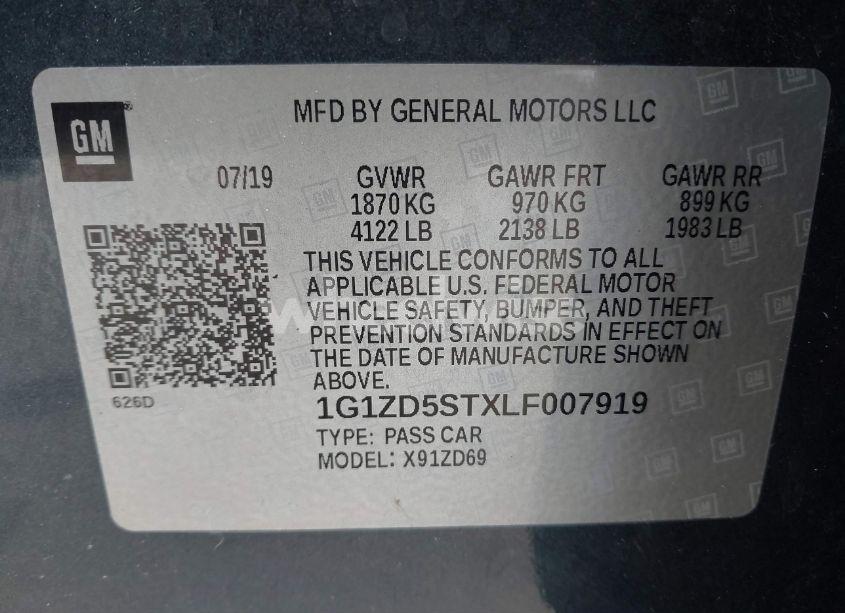 MFD BY GENERAL MOTORS LLC
GM
07/19 GVWR GAWR FRT GAWR RR
1870 KG 970 KG 899 KG
4122 LB 2138 LB 1983 LB
THIS VEHICLE CONFORMS TO ALL
APPLICABLE U.S. FEDERAL MOTOR
VEHICLE SAFETY, BUMPER, AND THEFT
PREVENTION STANDARDS IN EFFECT ON
THE DATE OF MANUFACTURE SHOWN
ABOVE.
626D
1G1ZD5STXLF007919
TYPE: PASS CAR
MODEL: X91ZD69